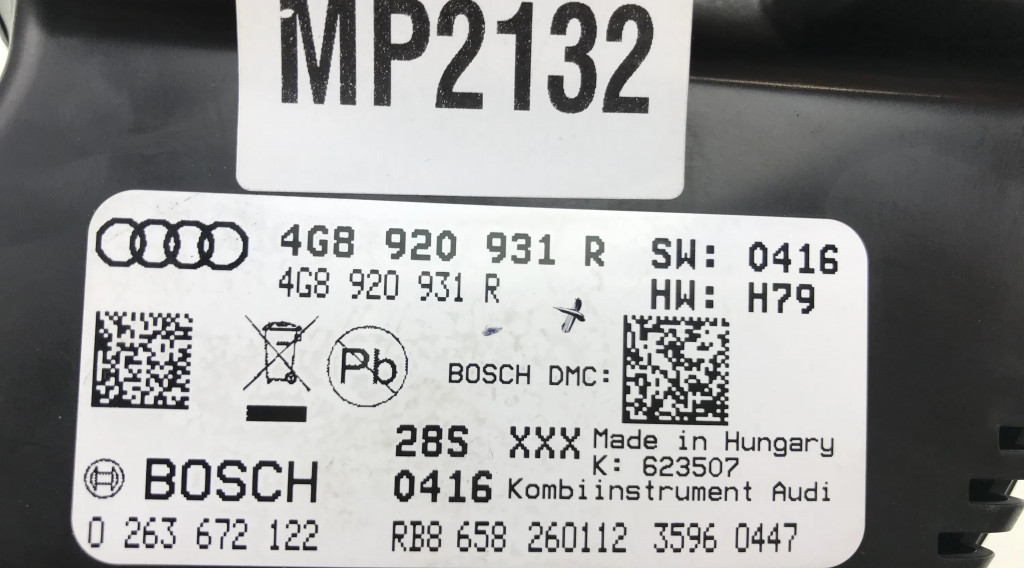 MP2132
4G8 920 931 R SW: 0416
4G8 920 931 R HW: H79
Pb BOSCH DMC:
28S XXX Made in Hungary
K: 623507
BOSCH 0416 Kombiinstrument Audi
0 263 672 122 RB8 658 260112 3596 0447